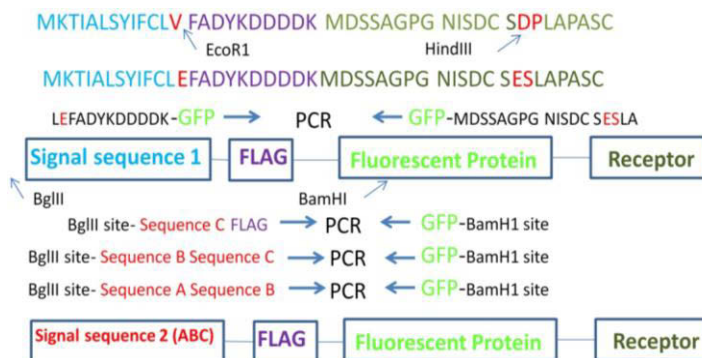 MKTIALSYIFCLV FADYKDDDDK MDSSAGPG NISDC SDPLAPASC
EcoR1 HindIII
MKTIALSYIFCLEFADYKDDDDKMDSSAGPG NISDC SESLAPASC
LEFADYKDDDDK-GFP PCR GFP-MDSSAGPG NISDC SESLA
Signal sequence 1 FLAG Fluorescent Protein Receptor
BglII BamHI
BglII site- Sequence C FLAG PCR GFP-BamH1 site
BglII site- Sequence B Sequence C PCR GFP-BamH1 site
BglII site- Sequence A Sequence B PCR GFP-BamH1 site
Signal sequence 2 (ABC) FLAG Fluorescent Protein Receptor